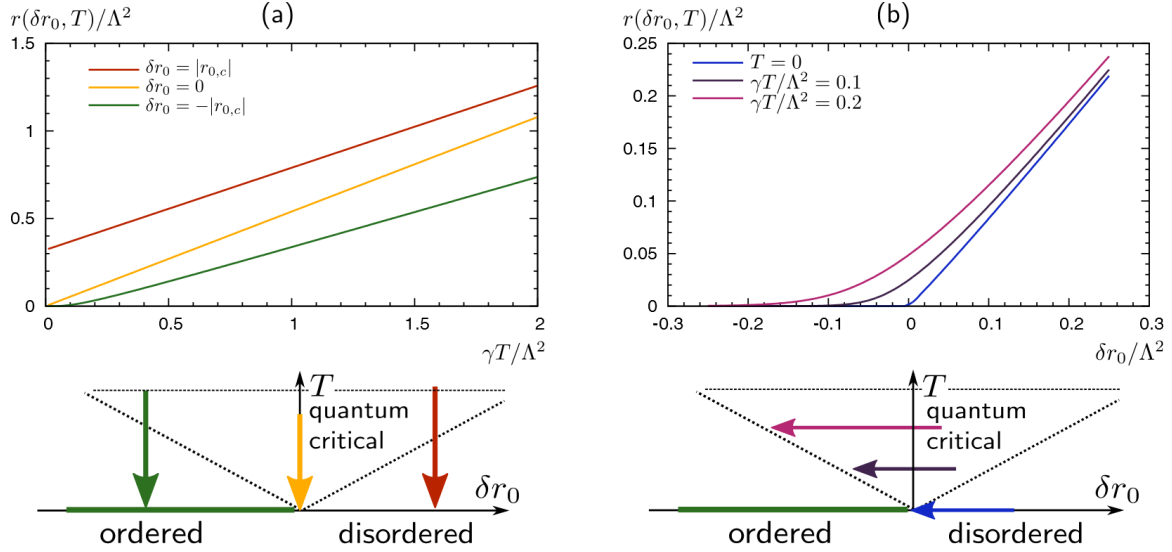 (a)
r(δr₀, T)/Λ²
1.5
1
0.5
0
δr₀ = |r₀,c|
δr₀ = 0
δr₀ = −|r₀,c|
0 0.5 1 1.5 2
γT/Λ²
T
quantum
critical
δr₀
ordered disordered
(b)
r(δr₀, T)/Λ²
0.25
0.2
0.15
0.1
0.05
0
T = 0
γT/Λ² = 0.1
γT/Λ² = 0.2
-0.3 -0.2 -0.1 0 0.1 0.2 0.3
δr₀/Λ²
T
quantum
critical
δr₀
ordered disordered